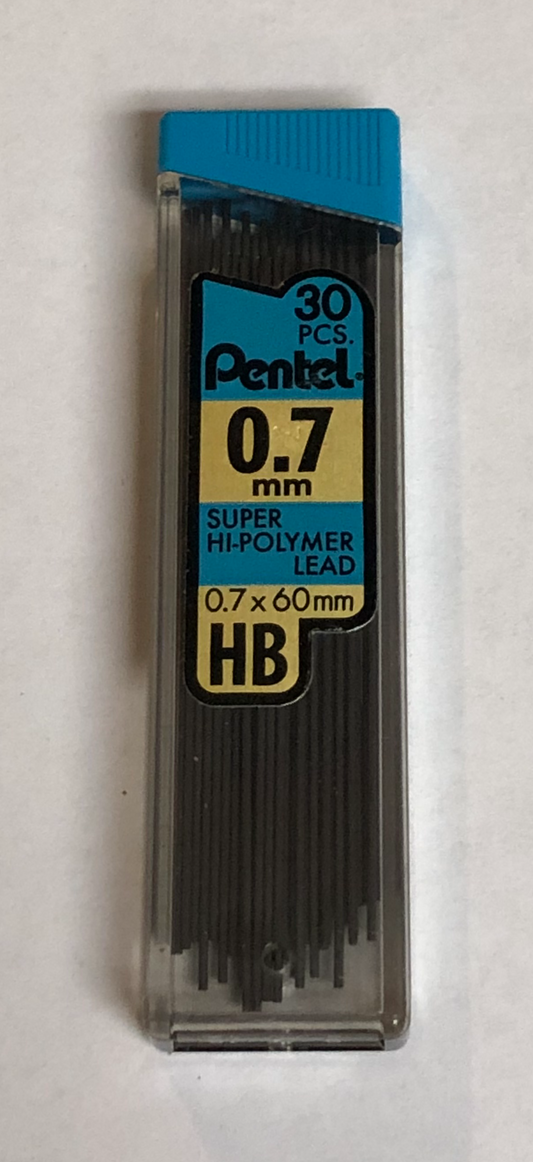 30
PCS.
Pentel®
0.7
mm
SUPER
HI-POLYMER
LEAD
0.7 x 60mm
HB